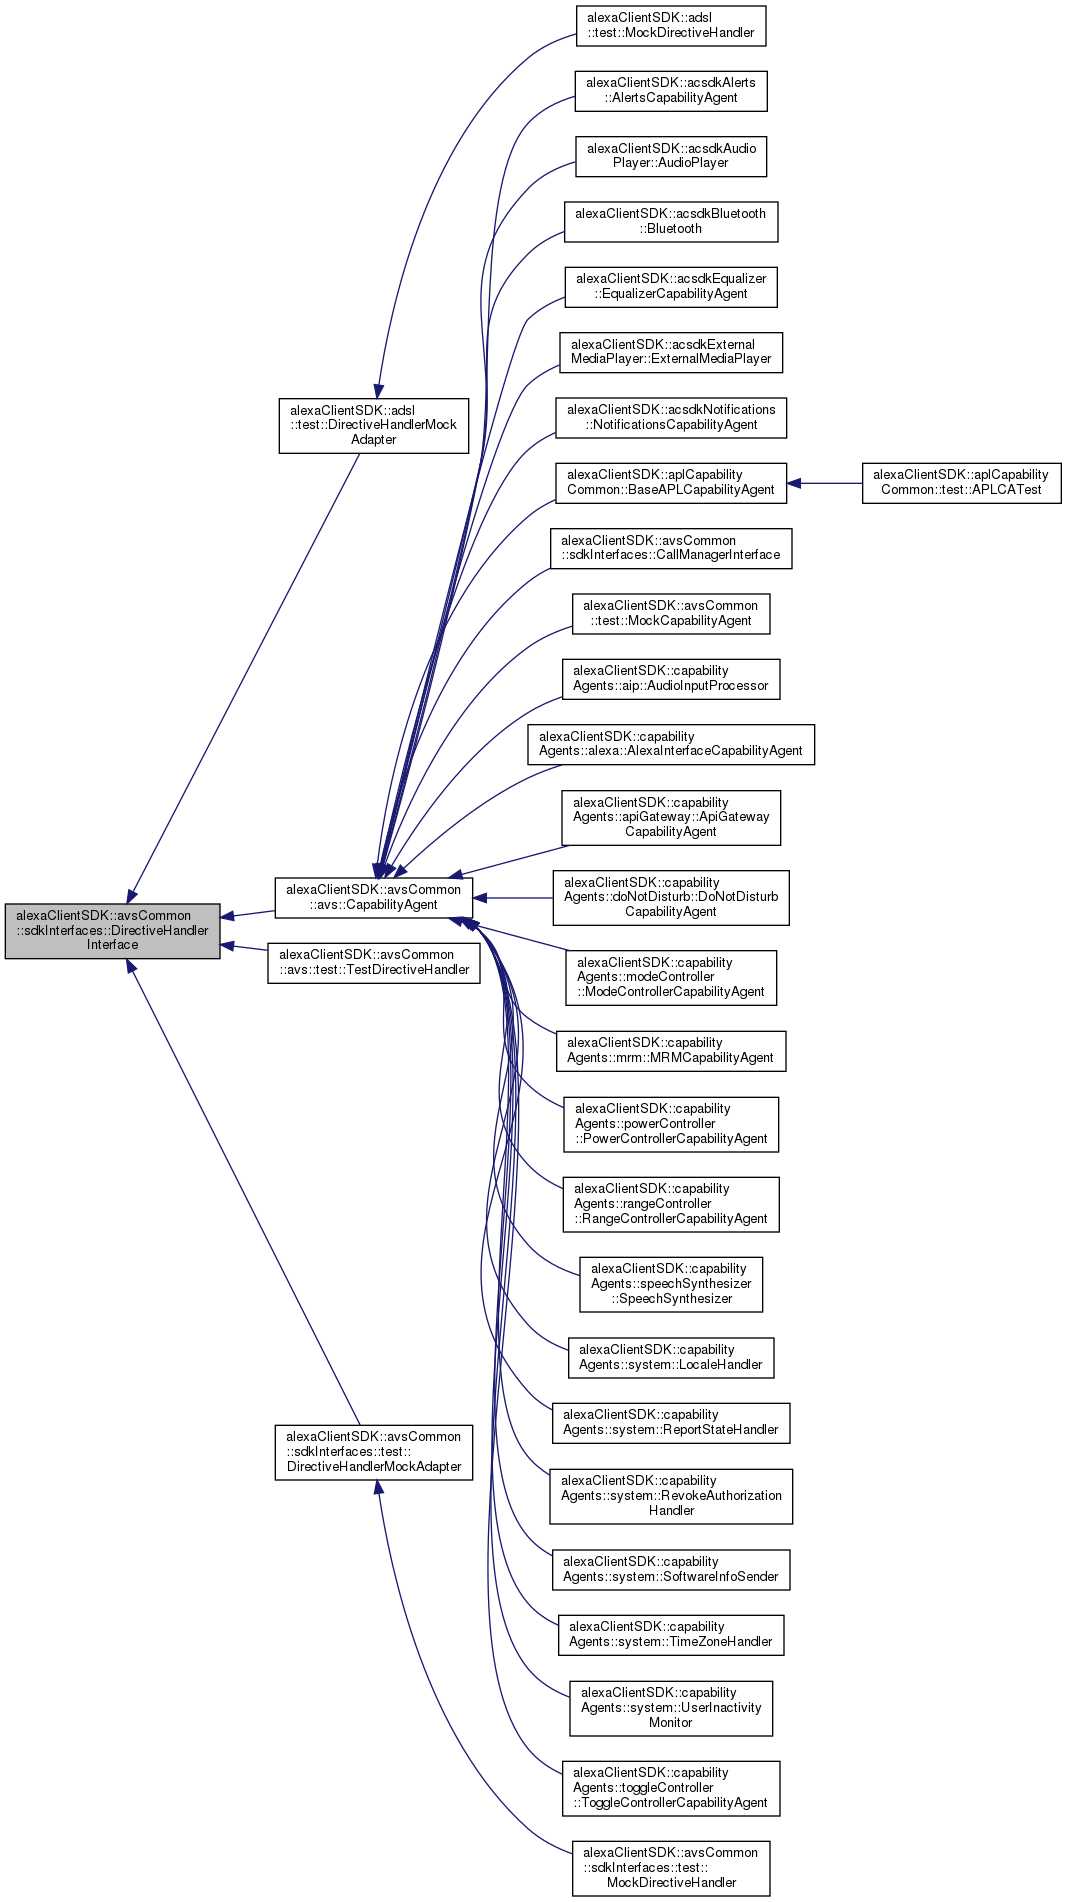 alexaClientSDK::adsl
::test::MockDirectiveHandler
alexaClientSDK::acsdkAlerts
::AlertsCapabilityAgent
alexaClientSDK::acsdkAudio
Player::AudioPlayer
alexaClientSDK::acsdkBluetooth
::Bluetooth
alexaClientSDK::acsdkEqualizer
::EqualizerCapabilityAgent
alexaClientSDK::acsdkExternal
MediaPlayer::ExternalMediaPlayer
alexaClientSDK::adsl
::test::DirectiveHandlerMock
Adapter
alexaClientSDK::acsdkNotifications
::NotificationsCapabilityAgent
alexaClientSDK::aplCapability
Common::BaseAPLCapabilityAgent
alexaClientSDK::aplCapability
Common::test::APLCATest
alexaClientSDK::avsCommon
::sdkInterfaces::CallManagerInterface
alexaClientSDK::avsCommon
::test::MockCapabilityAgent
alexaClientSDK::capability
Agents::aip::AudioInputProcessor
alexaClientSDK::capability
Agents::alexa::AlexaInterfaceCapabilityAgent
alexaClientSDK::capability
Agents::apiGateway::ApiGateway
CapabilityAgent
alexaClientSDK::avsCommon
::avs::CapabilityAgent
alexaClientSDK::capability
Agents::doNotDisturb::DoNotDisturb
CapabilityAgent
alexaClientSDK::avsCommon
::sdkInterfaces::DirectiveHandler
Interface
alexaClientSDK::avsCommon
::avs::test::TestDirectiveHandler
alexaClientSDK::capability
Agents::modeController
::ModeControllerCapabilityAgent
alexaClientSDK::capability
Agents::mrm::MRMCapabilityAgent
alexaClientSDK::capability
Agents::powerController
::PowerControllerCapabilityAgent
alexaClientSDK::capability
Agents::rangeController
::RangeControllerCapabilityAgent
alexaClientSDK::capability
Agents::speechSynthesizer
::SpeechSynthesizer
alexaClientSDK::capability
Agents::system::LocaleHandler
alexaClientSDK::capability
Agents::system::ReportStateHandler
alexaClientSDK::avsCommon
::sdkInterfaces::test::
DirectiveHandlerMockAdapter
alexaClientSDK::capability
Agents::system::RevokeAuthorization
Handler
alexaClientSDK::capability
Agents::system::SoftwareInfoSender
alexaClientSDK::capability
Agents::system::TimeZoneHandler
alexaClientSDK::capability
Agents::system::UserInactivity
Monitor
alexaClientSDK::capability
Agents::toggleController
::ToggleControllerCapabilityAgent
alexaClientSDK::avsCommon
::sdkInterfaces::test::
MockDirectiveHandler